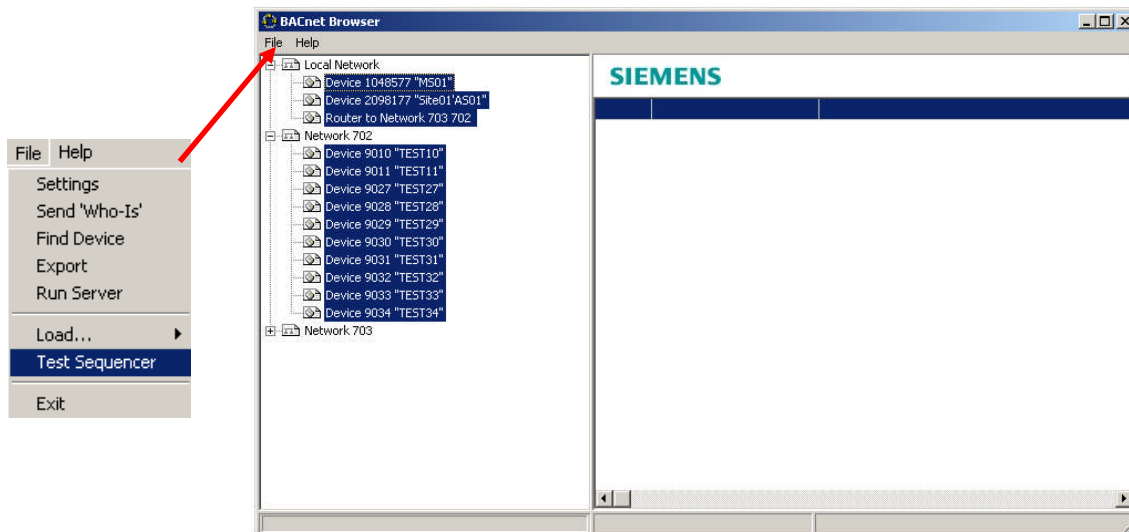 BACnet Browser
File Help
Local Network
Device 1048577 "MS01"
Device 2098177 "Site01'AS01"
Router to Network 703 702
Network 702
Device 9010 "TEST10"
Device 9011 "TEST11"
Device 9027 "TEST27"
Device 9028 "TEST28"
Device 9029 "TEST29"
Device 9030 "TEST30"
Device 9031 "TEST31"
Device 9032 "TEST32"
Device 9033 "TEST33"
Device 9034 "TEST34"
Network 703
SIEMENS
File Help
Settings
Send 'Who-Is'
Find Device
Export
Run Server
Load...
Test Sequencer
Exit